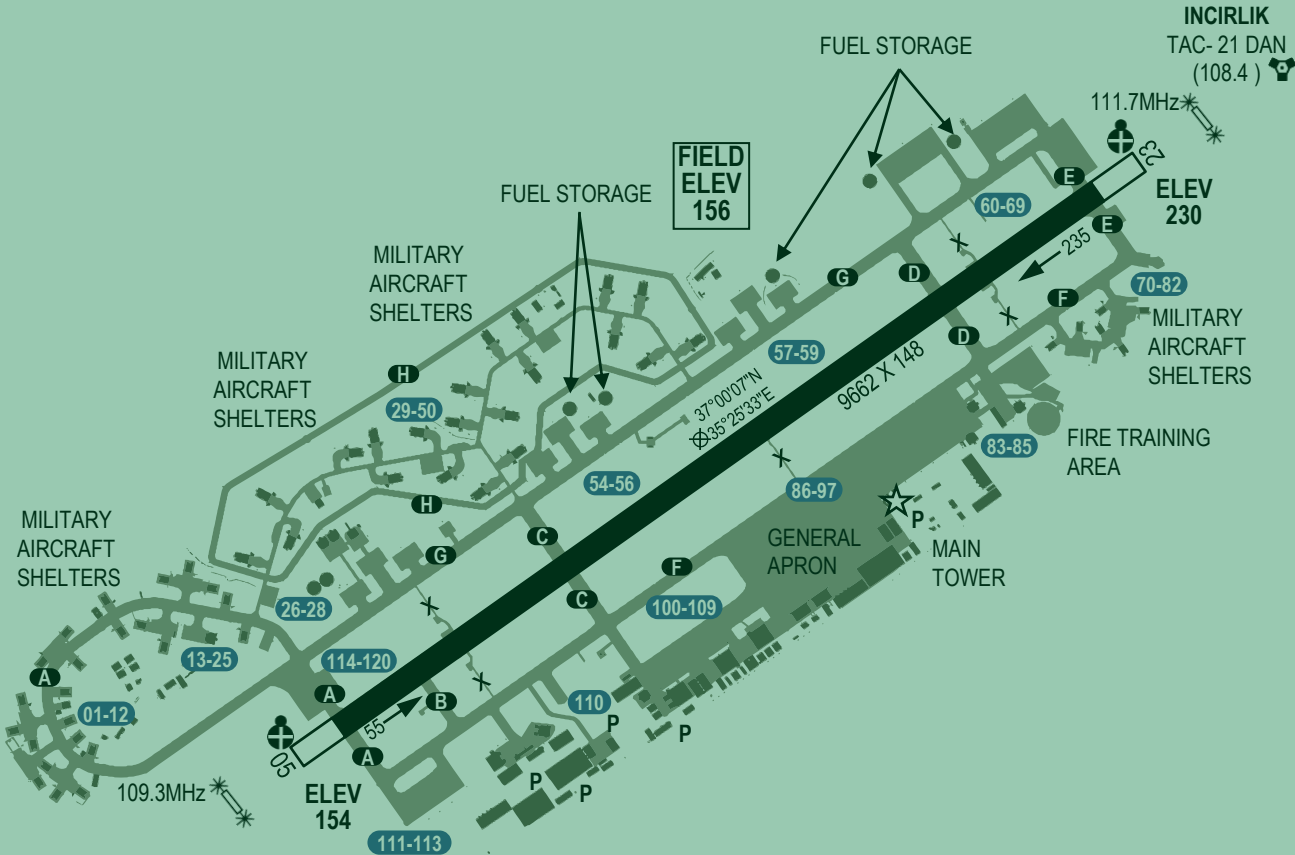 INCIRLIK
TAC- 21 DAN
(108.4 )
FUEL STORAGE
111.7MHz
23
FIELD
ELEV
156
E
ELEV
230
FUEL STORAGE
60-69
E
235
MILITARY
AIRCRAFT
SHELTERS
G
D
70-82
F
MILITARY
AIRCRAFT
SHELTERS
D
57-59
MILITARY
AIRCRAFT
SHELTERS
H
29-50
37°00'07"N
35°25'33"E
9662 X 148
83-85
FIRE TRAINING
AREA
54-56
86-97
H
P
MILITARY
AIRCRAFT
SHELTERS
G
C
GENERAL
APRON
MAIN
TOWER
F
C
26-28
100-109
13-25
114-120
A
A
B
01-12
110
55
P
P
05
A
109.3MHz
ELEV
154
P
P
111-113
X
X
X
X
X